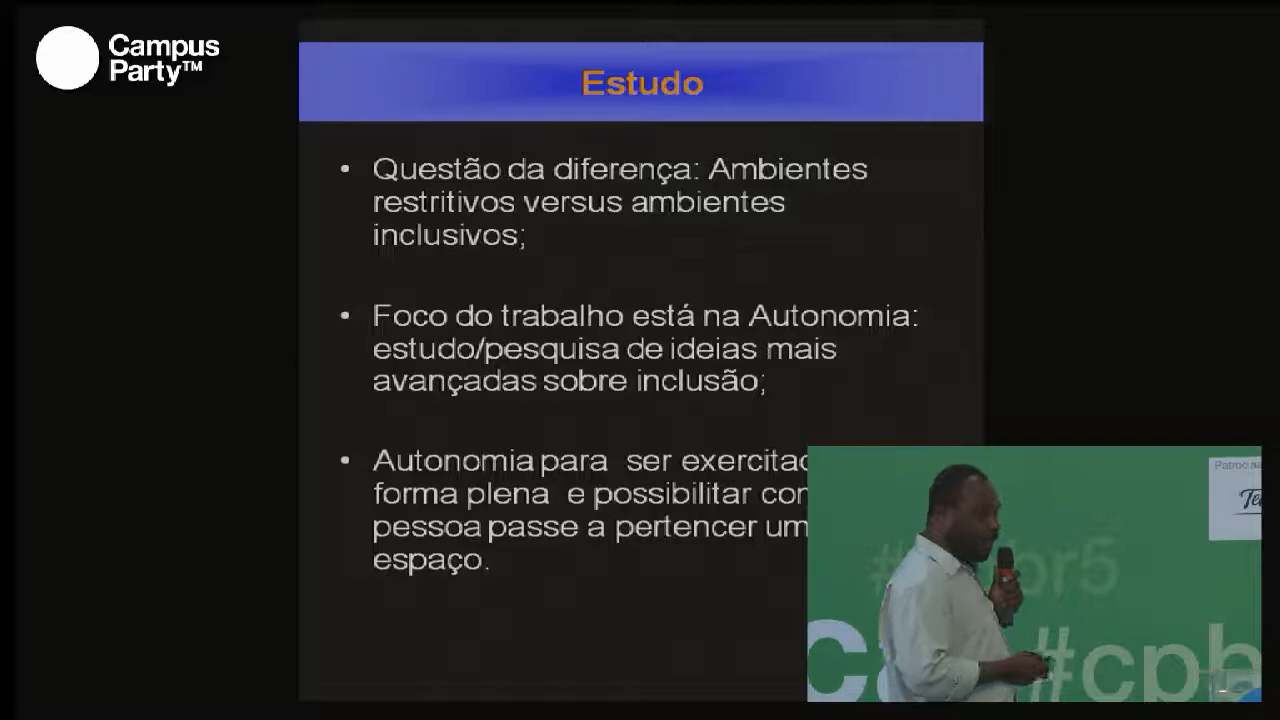 Campus
Party™
Estudo
• Questão da diferença: Ambientes
restritivos versus ambientes
inclusivos;
• Foco do trabalho está na Autonomia:
estudo/pesquisa de ideias mais
avançadas sobre inclusão;
• Autonomia para ser
forma plena e possibilitar
pessoa passe a pertencer
espaço.
#cpb